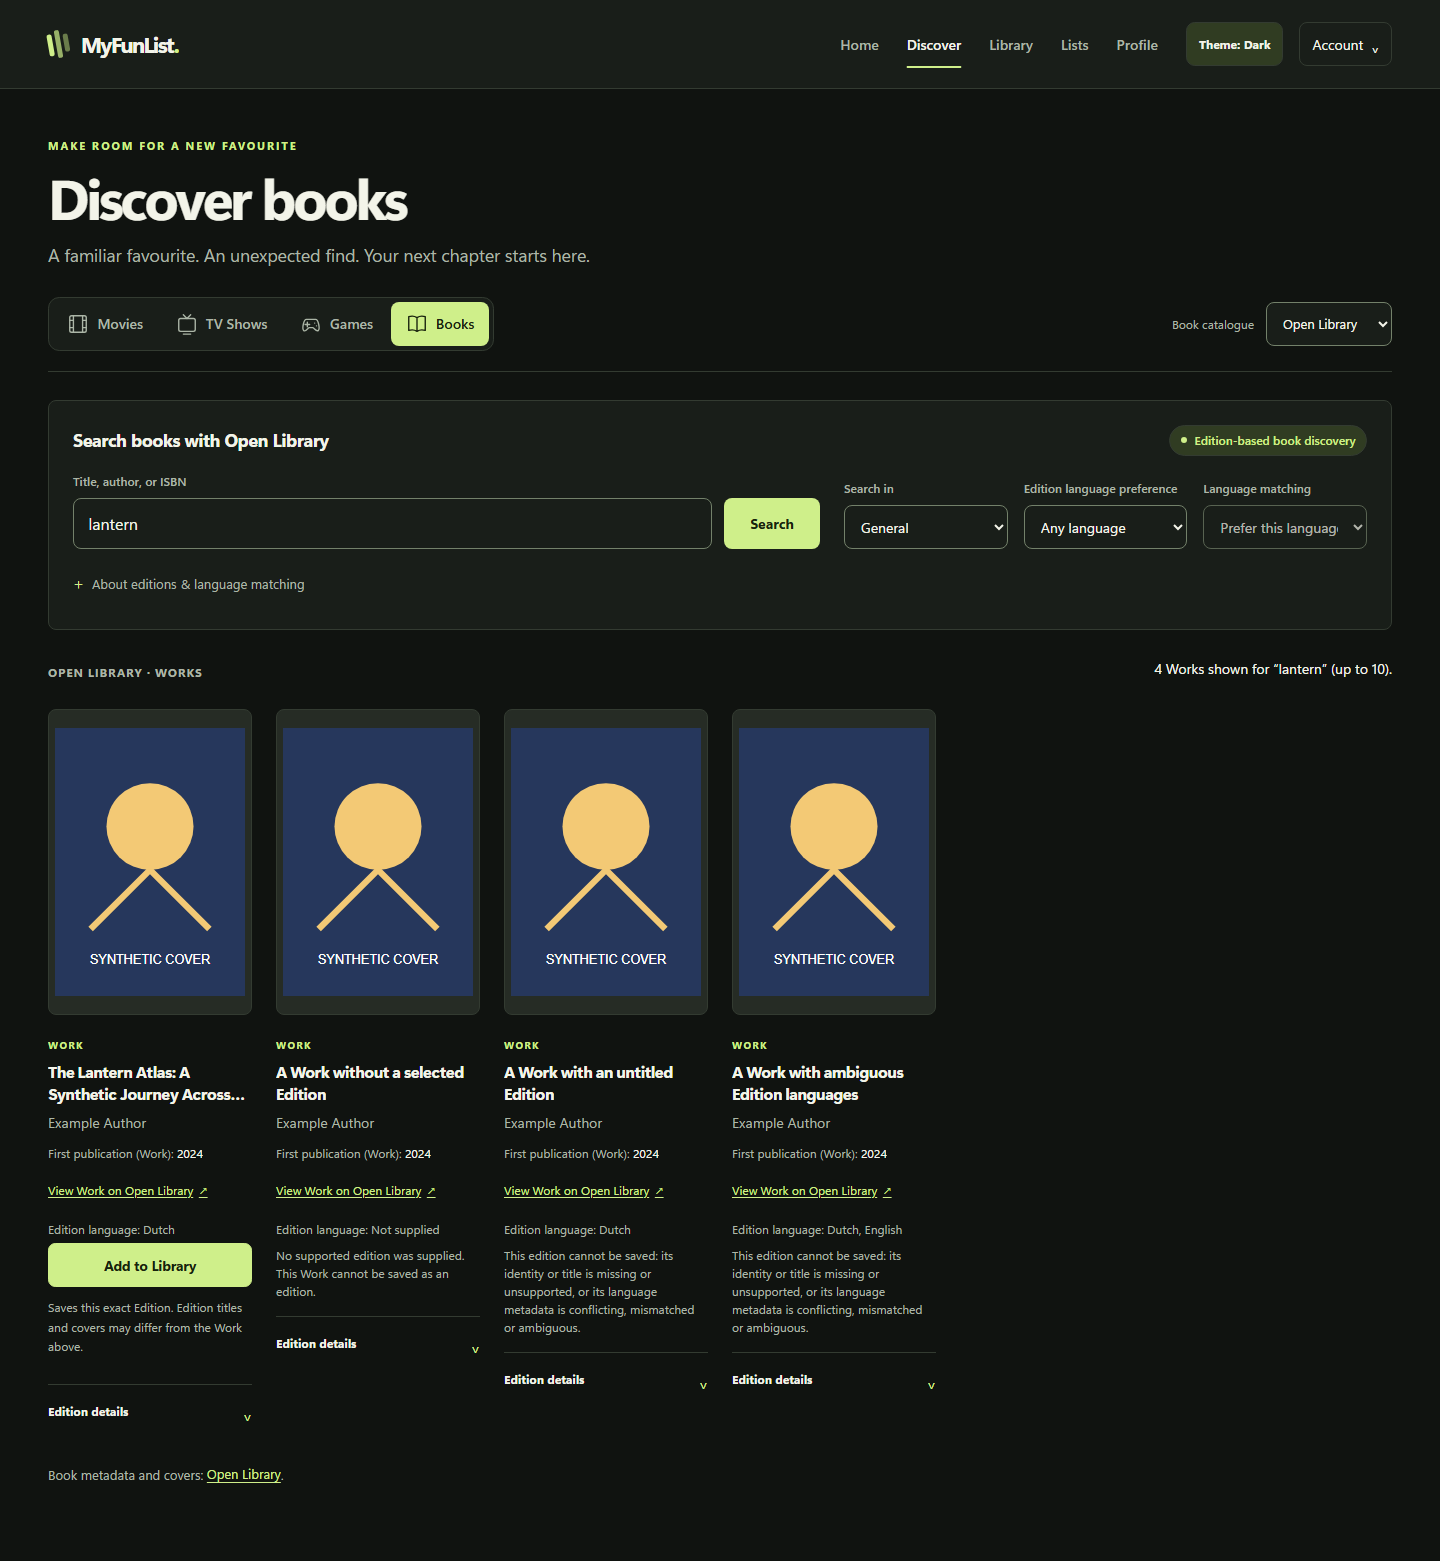 MyFunList.
Home
Discover
Library
Lists
Profile
Theme: Dark
Account v
MAKE ROOM FOR A NEW FAVOURITE
Discover books
A familiar favourite. An unexpected find. Your next chapter starts here.
Movies
TV Shows
Games
Books
Book catalogue
Open Library
Search books with Open Library
Edition-based book discovery
Title, author, or ISBN
lantern
Search
Search in
General
Edition language preference
Any language
Language matching
Prefer this language
+ About editions & language matching
OPEN LIBRARY · WORKS
4 Works shown for “lantern” (up to 10).
SYNTHETIC COVER
WORK
The Lantern Atlas: A
Synthetic Journey Across...
Example Author
First publication (Work): 2024
View Work on Open Library ↗
Edition language: Dutch
Add to Library
Saves this exact Edition. Edition titles
and covers may differ from the Work
above.
Edition details v
SYNTHETIC COVER
WORK
A Work without a selected
Edition
Example Author
First publication (Work): 2024
View Work on Open Library ↗
Edition language: Not supplied
No supported edition was supplied.
This Work cannot be saved as an
edition.
Edition details v
SYNTHETIC COVER
WORK
A Work with an untitled
Edition
Example Author
First publication (Work): 2024
View Work on Open Library ↗
Edition language: Dutch
This edition cannot be saved: its
identity or title is missing or
unsupported, or its language
metadata is conflicting, mismatched
or ambiguous.
Edition details v
SYNTHETIC COVER
WORK
A Work with ambiguous
Edition languages
Example Author
First publication (Work): 2024
View Work on Open Library ↗
Edition language: Dutch, English
This edition cannot be saved: its
identity or title is missing or
unsupported, or its language
metadata is conflicting, mismatched
or ambiguous.
Edition details v
Book metadata and covers: Open Library.